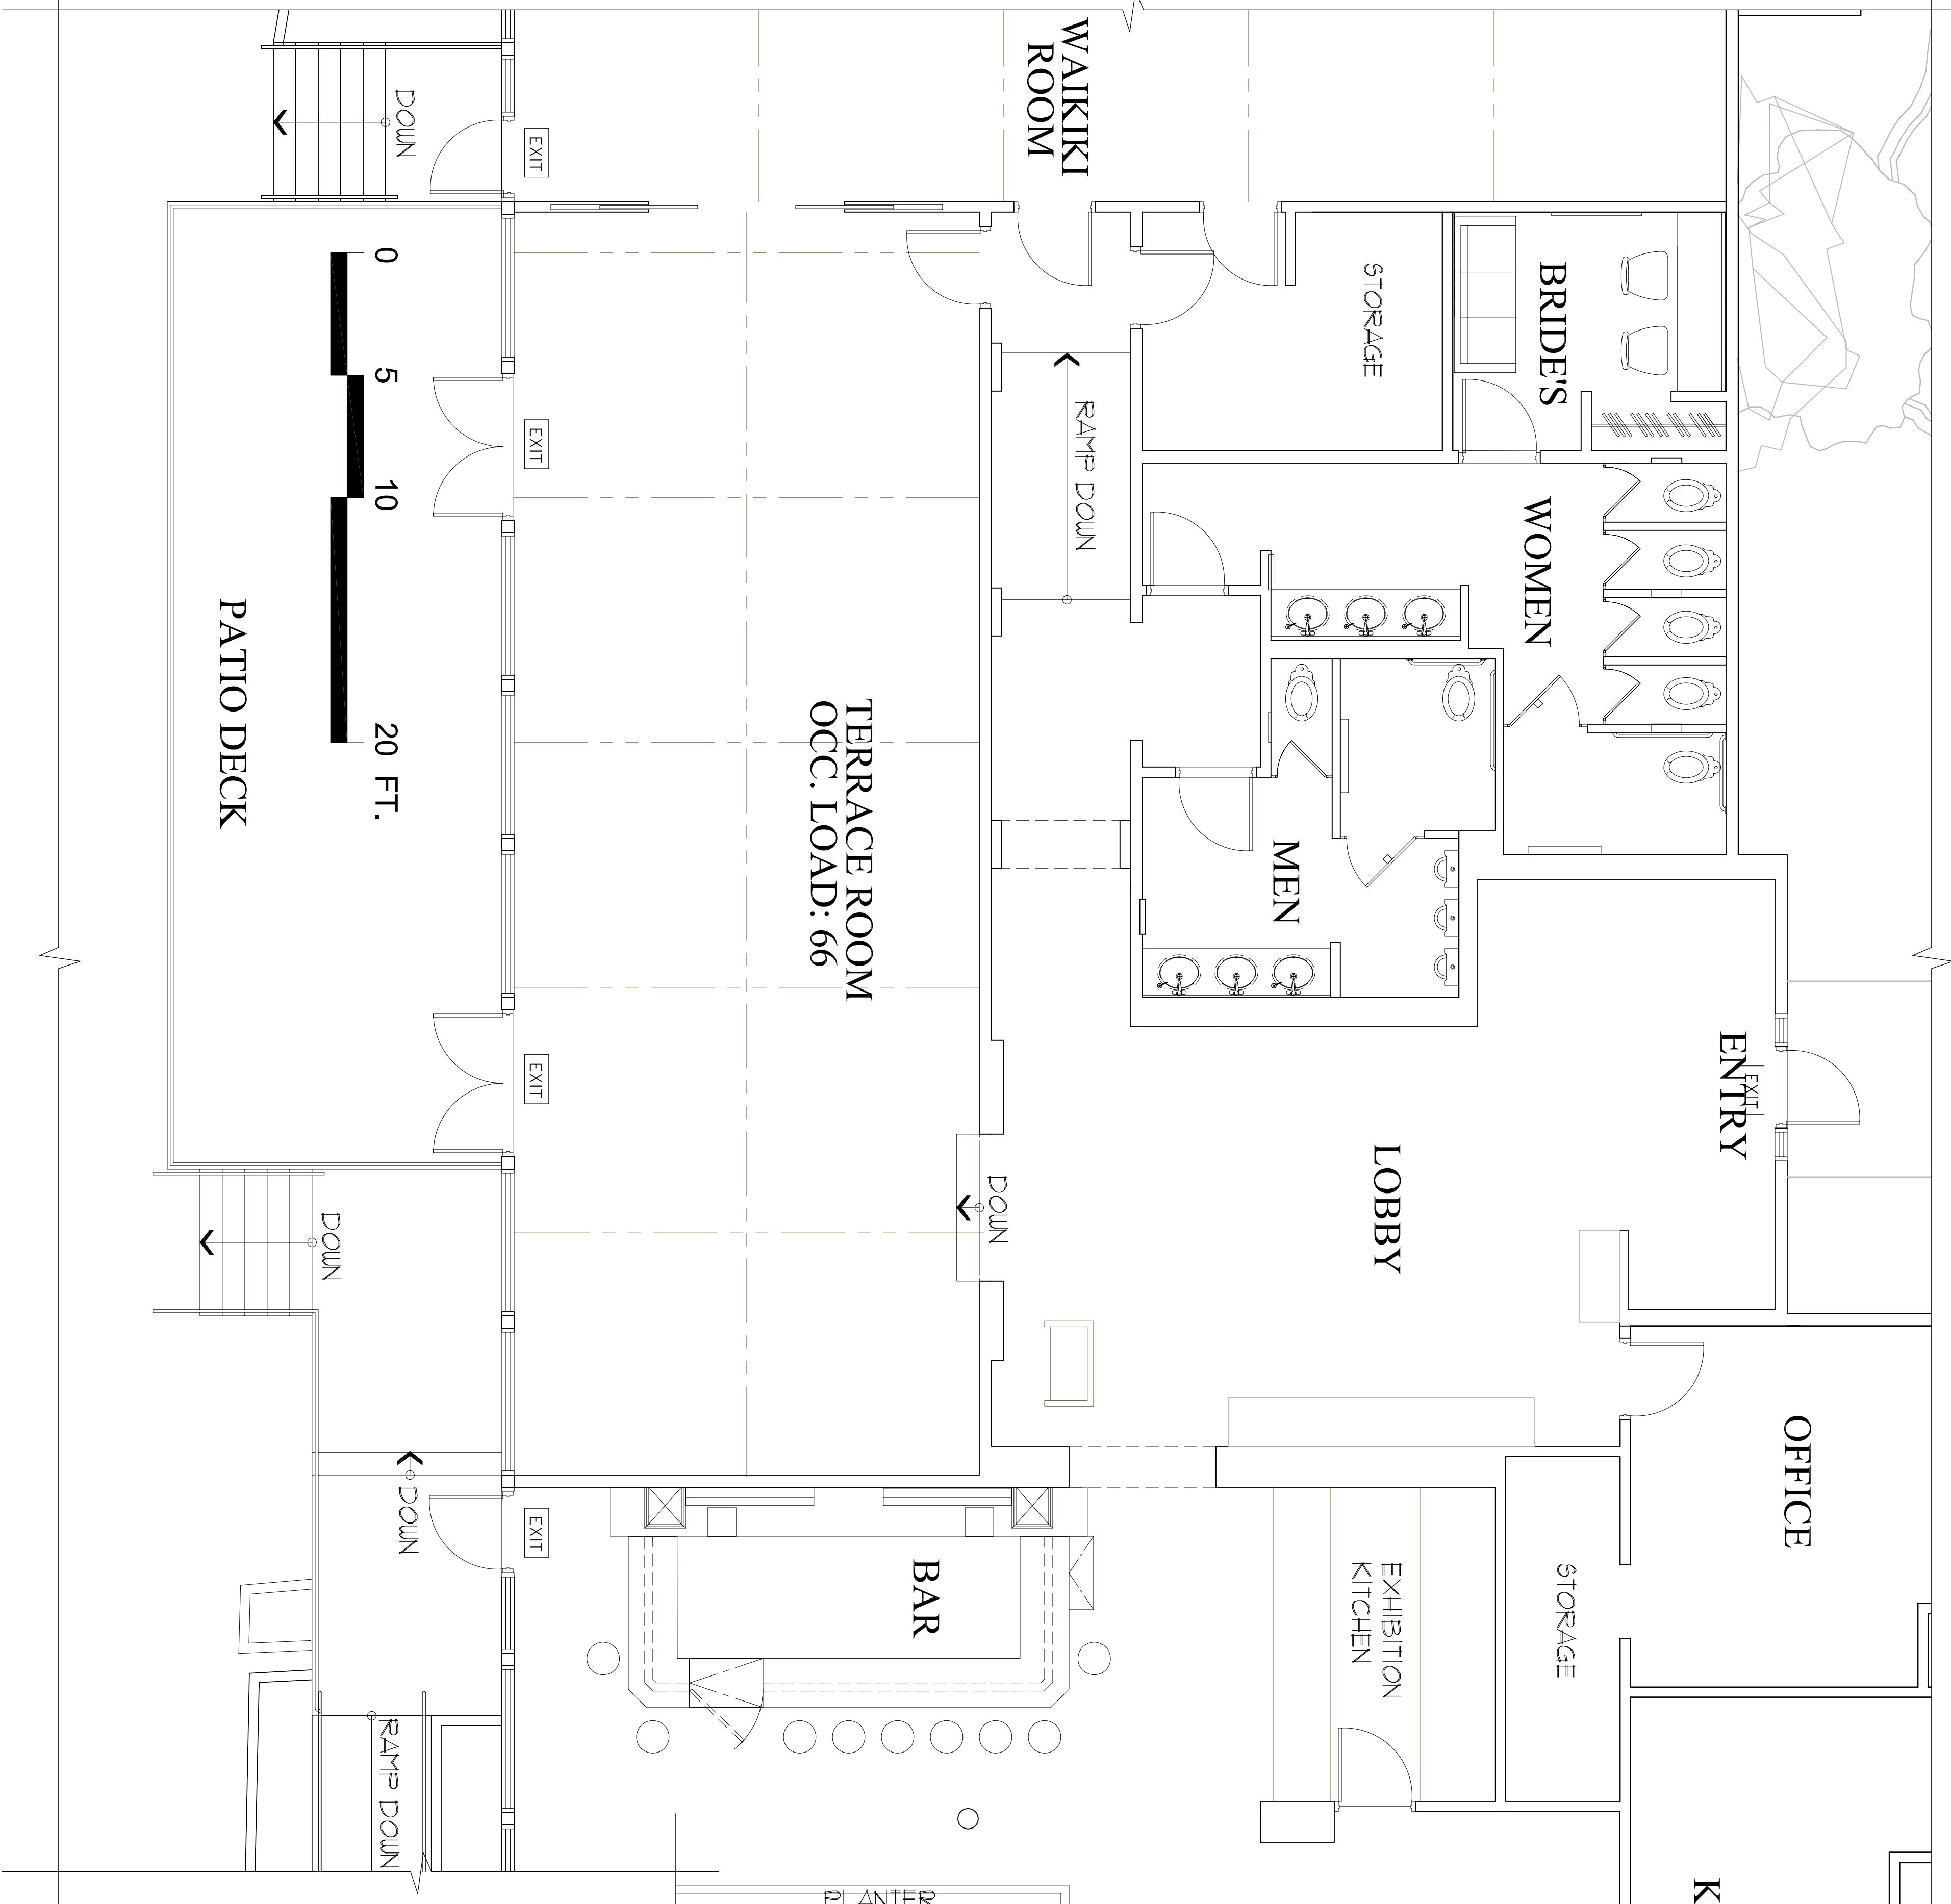 WAIKIKI
ROOM
DOWN
EXIT
BRIDE'S
STORAGE
0
5
10
20 FT.
EXIT
RAMP DOWN
WOMEN
PATIO DECK
TERRACE ROOM
OCC. LOAD: 66
MEN
ENTRY
EXIT
EXIT
LOBBY
DOWN
DOWN
OFFICE
DOWN
EXIT
BAR
EXHIBITION
KITCHEN
STORAGE
RAMP DOWN
PLANTER
K